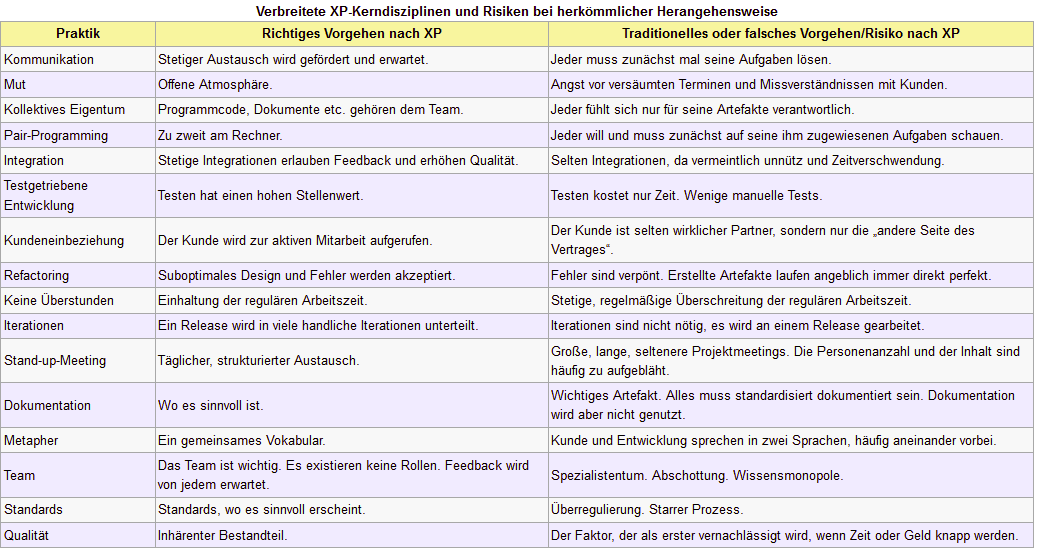 Verbreitete XP-Kerndisziplinen und Risiken bei herkömmlicher Herangehensweise
Praktik Richtiges Vorgehen nach XP Traditionelles oder falsches Vorgehen/Risiko nach XP
Kommunikation Stetiger Austausch wird gefördert und erwartet. Jeder muss zunächst mal seine Aufgaben lösen.
Mut Offene Atmosphäre. Angst vor versäumten Terminen und Missverständnissen mit Kunden.
Kollektives Eigentum Programmcode, Dokumente etc. gehören dem Team. Jeder fühlt sich nur für seine Artefakte verantwortlich.
Pair-Programming Zu zweit am Rechner. Jeder will und muss zunächst auf seine ihm zugewiesenen Aufgaben schauen.
Integration Stetige Integrationen erlauben Feedback und erhöhen Qualität. Selten Integrationen, da vermeintlich unnütz und Zeitverschwendung.
Testgetriebene
Entwicklung Testen hat einen hohen Stellenwert. Testen kostet nur Zeit. Wenige manuelle Tests.
Kundeneinbeziehung Der Kunde wird zur aktiven Mitarbeit aufgerufen. Der Kunde ist selten wirklicher Partner, sondern nur die „andere Seite des
Vertrages“.
Refactoring Suboptimales Design und Fehler werden akzeptiert. Fehler sind verpönt. Erstellte Artefakte laufen angeblich immer direkt perfekt.
Keine Überstunden Einhaltung der regulären Arbeitszeit. Stetige, regelmäßige Überschreitung der regulären Arbeitszeit.
Iterationen Ein Release wird in viele handliche Iterationen unterteilt. Iterationen sind nicht nötig, es wird an einem Release gearbeitet.
Stand-up-Meeting Täglicher, strukturierter Austausch. Große, lange, seltenere Projektmeetings. Die Personenanzahl und der Inhalt sind
häufig zu aufgebläht.
Dokumentation Wo es sinnvoll ist. Wichtiges Artefakt. Alles muss standardisiert dokumentiert sein. Dokumentation
wird aber nicht genutzt.
Metapher Ein gemeinsames Vokabular. Kunde und Entwicklung sprechen in zwei Sprachen, häufig aneinander vorbei.
Team Das Team ist wichtig. Es existieren keine Rollen. Feedback wird
von jedem erwartet. Spezialistentum. Abschottung. Wissensmonopole.
Standards Standards, wo es sinnvoll erscheint. Überregulierung. Starrer Prozess.
Qualität Inhärenter Bestandteil. Der Faktor, der als erster vernachlässigt wird, wenn Zeit oder Geld knapp werden.